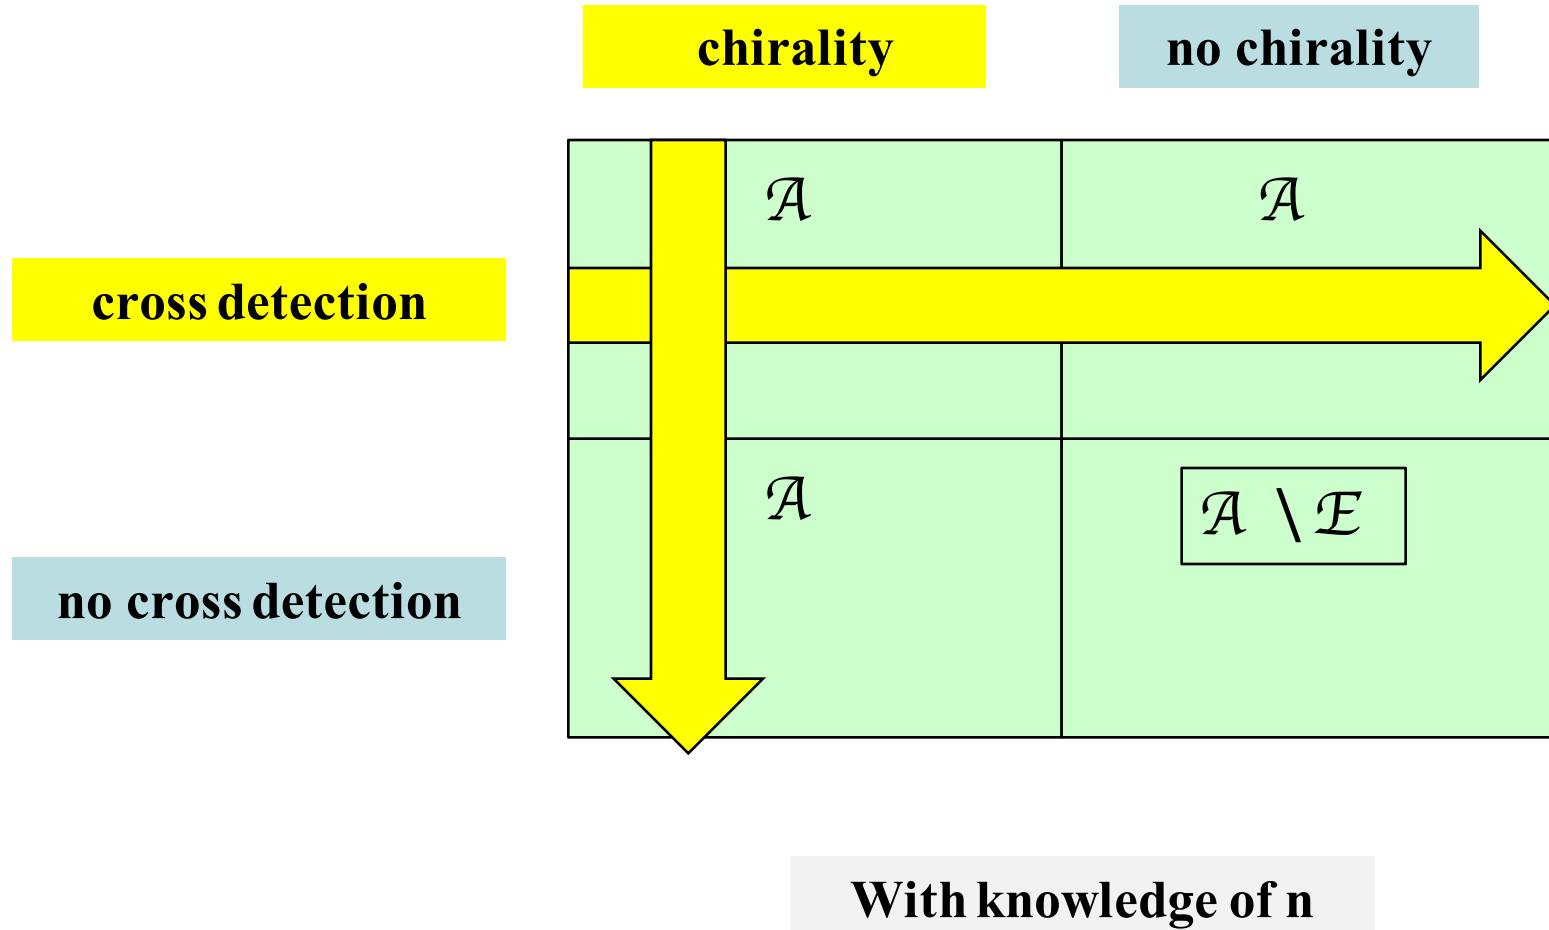 chirality
no chirality
𝒜
𝒜
cross detection
𝒜
𝒜 \ ℰ
no cross detection
With knowledge of n